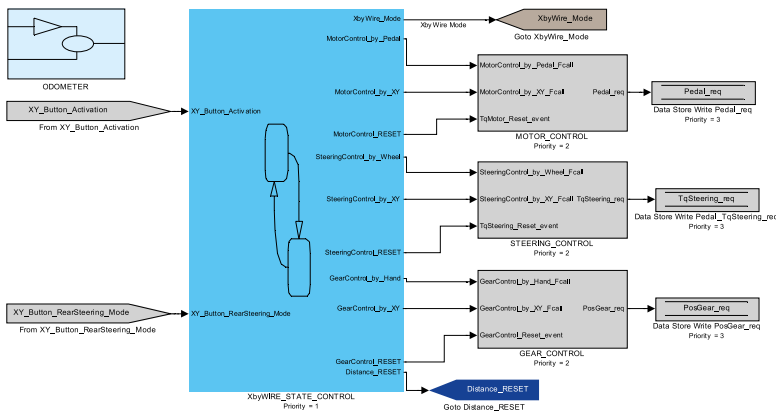 ODOMETER
XY_Button_Activation
From XY_Button_Activation
XY_Button_RearSteering_Mode
From XY_Button_RearSteering_Mode
XY_Button_Activation
XY_Button_RearSteering_Mode
XbyWire_Mode
MotorControl_by_Pedal
MotorControl_by_XY
MotorControl_RESET
SteeringControl_by_Wheel
SteeringControl_by_XY
SteeringControl_RESET
GearControl_by_Hand
GearControl_by_XY
GearControl_RESET
Distance_RESET
XbyWIRE_STATE_CONTROL
Priority = 1
XbyWire Mode
XbyWire_Mode
Goto XbyWire_Mode
MotorControl_by_Pedal_Fcall
MotorControl_by_XY_Fcall
Pedal_req
TqMotor_Reset_event
MOTOR_CONTROL
Priority = 2
Pedal_req
Data Store Write Pedal_req
Priority = 3
SteeringControl_by_Wheel_Fcall
SteeringControl_by_XY_Fcall
TqSteering_req
TqSteering_Reset_event
STEERING_CONTROL
Priority = 2
TqSteering_req
Data Store Write Pedal_TqSteering_req
Priority = 3
GearControl_by_Hand_Fcall
GearControl_by_XY_Fcall
PosGear_req
GearControl_Reset_event
GEAR_CONTROL
Priority = 2
PosGear_req
Data Store Write PosGear_req
Priority = 3
Distance_RESET
Goto Distance_RESET